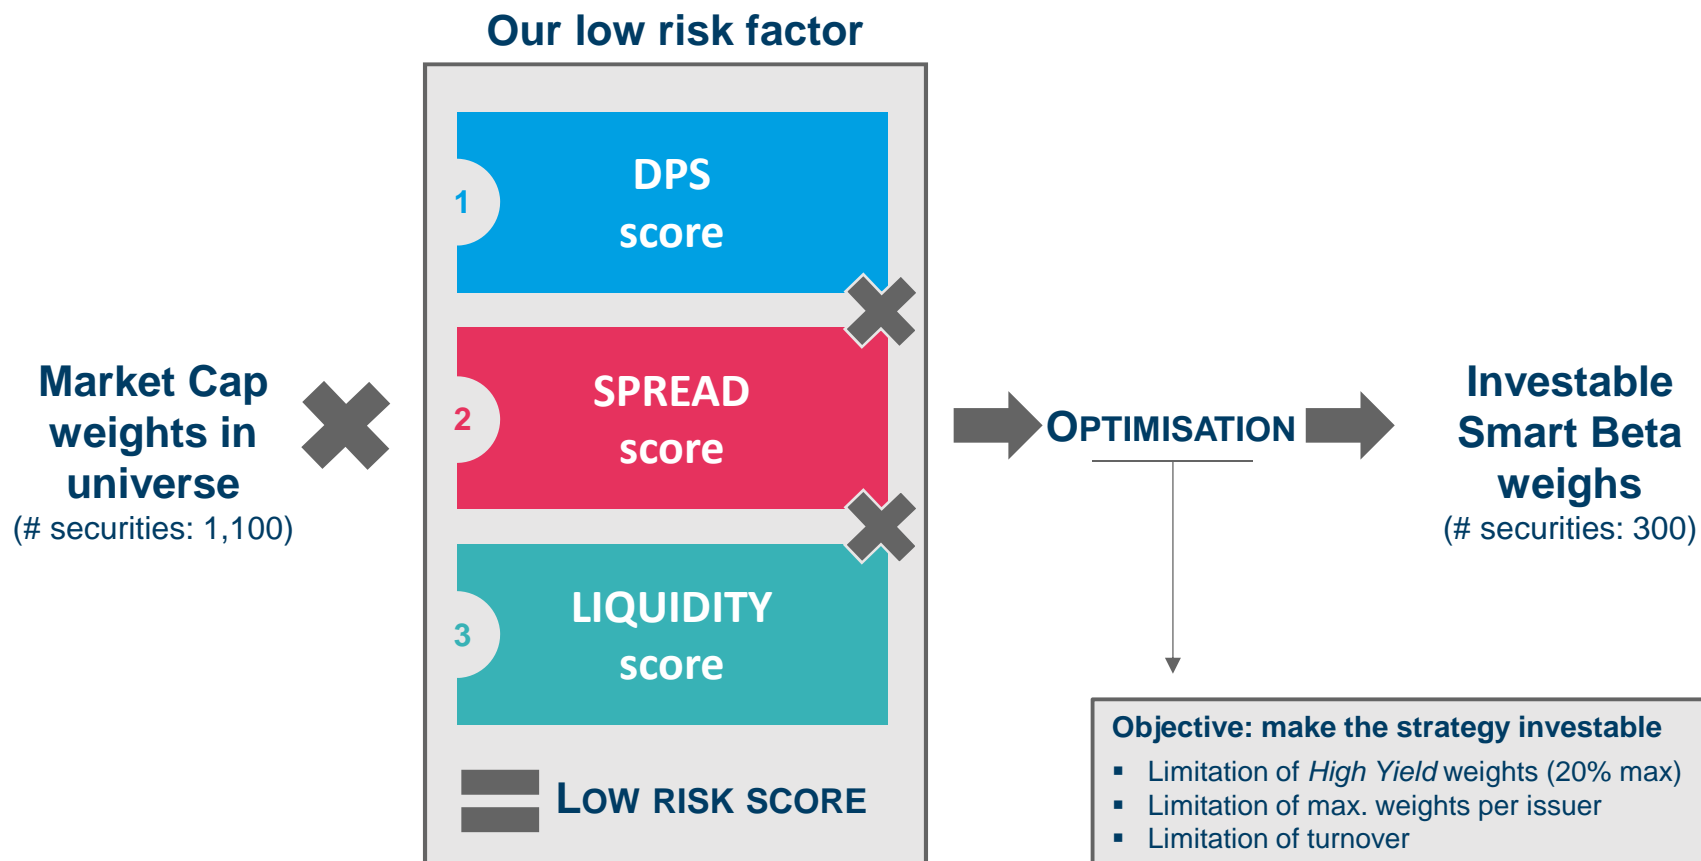 Our low risk factor
Market Cap
weights in
universe
(# securities: 1,100)
1
DPS
score
2
SPREAD
score
3
LIQUIDITY
score
LOW RISK SCORE
OPTIMISATION
Investable
Smart Beta
weighs
(# securities: 300)
Objective: make the strategy investable
▪ Limitation of High Yield weights (20% max)
▪ Limitation of max. weights per issuer
▪ Limitation of turnover